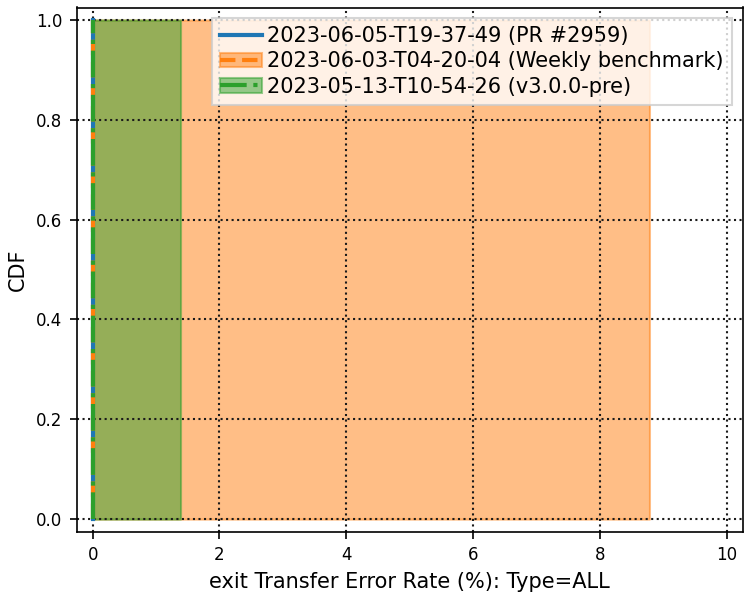 2023-06-05-T19-37-49 (PR #2959)
2023-06-03-T04-20-04 (Weekly benchmark)
2023-05-13-T10-54-26 (v3.0.0-pre)
CDF
1.0
0.8
0.6
0.4
0.2
0.0
0 2 4 6 8 10
exit Transfer Error Rate (%): Type=ALL